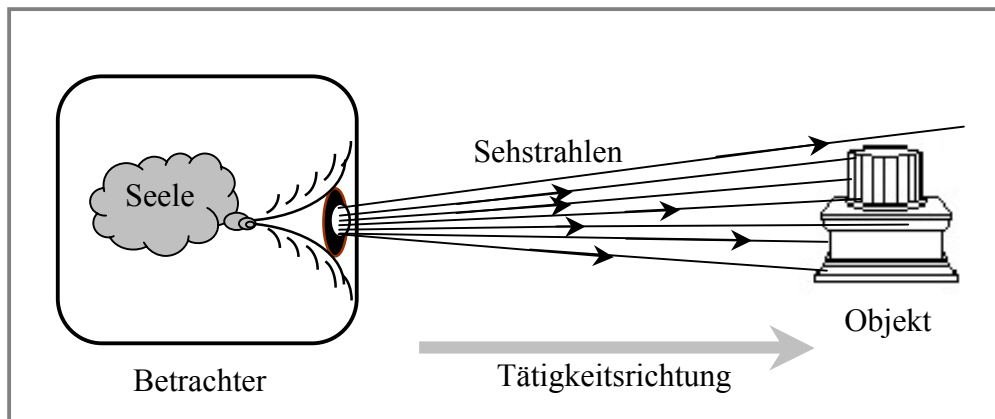 Sehstrahlen
Seele
Objekt
Betrachter
Tätigkeitsrichtung